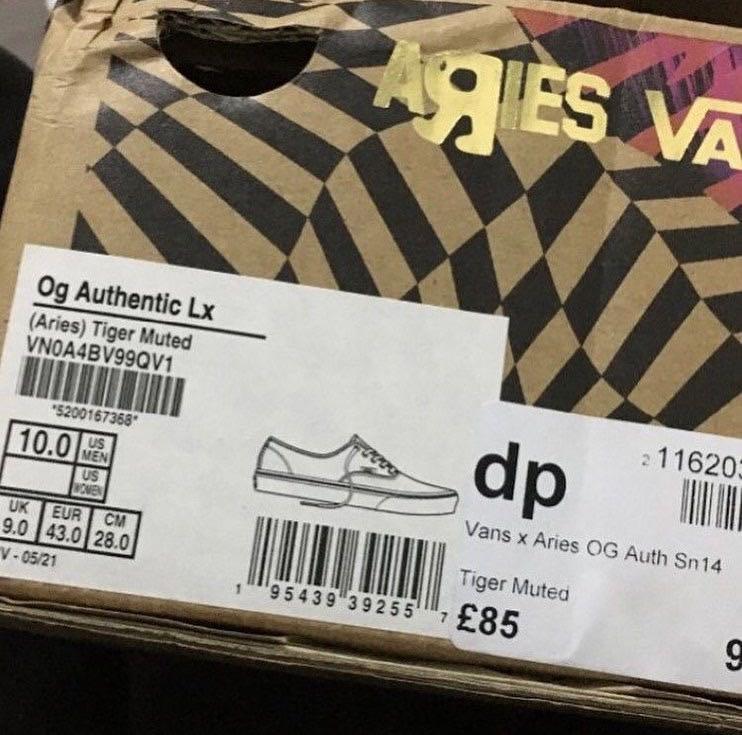 ARIES VA
Og Authentic Lx
(Aries) Tiger Muted
VN0A4BV99QV1
*5200167368*
10.0 US MEN
US WOMEN
UK EUR CM
9.0 43.0 28.0
V - 05/21
1 95439 39255 7
dp
2 11620
Vans x Aries OG Auth Sn14
Tiger Muted
£85
9